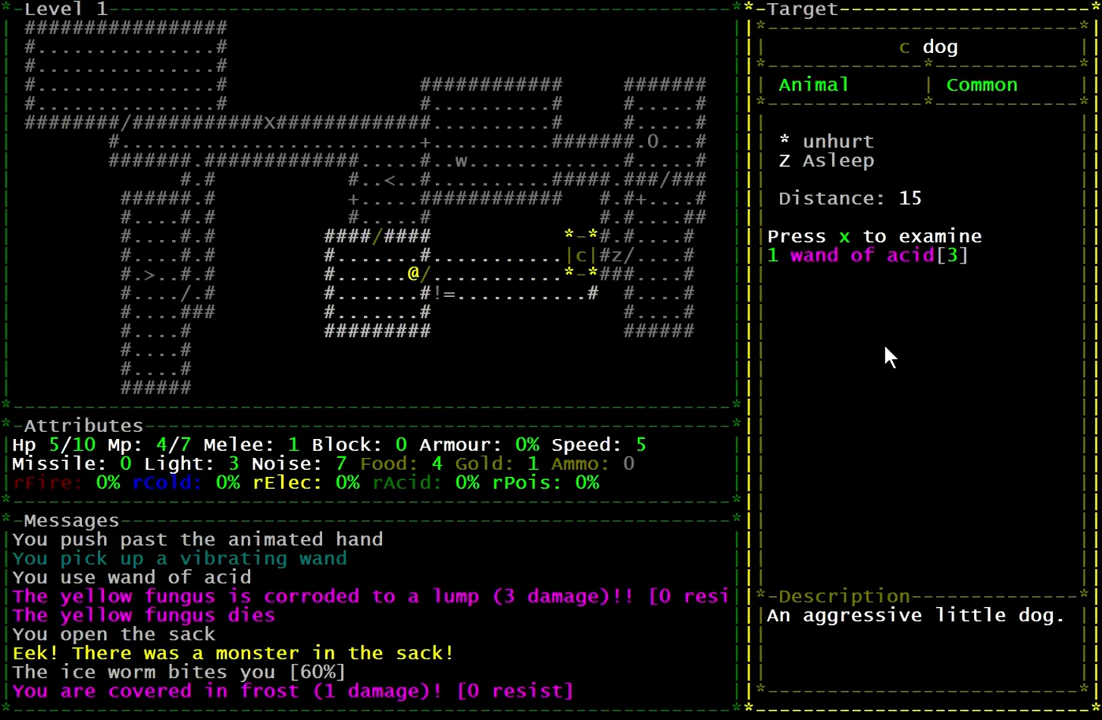 Level 1
#################
#...............#
#...............#
#...............# ############ #######
#...............# #..........# #.....#
########/###########x#############..........# #.....#
#..........................+..........#######.O...#
#######.#############.....#..w.............#.....#
#.# #..<..#..........#####.###/###
######.# +.....############ #.#+....#
#....#.# #.....# #.#.....##
#....#.# ####/#### *-*#.#....#
#....#.# #.......#............|c|#z/.....#
#.>..#.# #......@/............*-*###....#
#..../.# #.......#!=...........# #....#
#....### #.......# #....#
#....# ######### ######
#....#
#....#
######
Attributes
Hp 5/10 Mp: 4/7 Melee: 1 Block: 0 Armour: 0% Speed: 5
Missile: 0 Light: 3 Noise: 7 Food: 4 Gold: 1 Ammo: 0
rFire: 0% rCold: 0% rElec: 0% rAcid: 0% rPois: 0%
Messages
You push past the animated hand
You pick up a vibrating wand
You use wand of acid
The yellow fungus is corroded to a lump (3 damage)!! [0 resi
The yellow fungus dies
You open the sack
Eek! There was a monster in the sack!
The ice worm bites you [60%]
You are covered in frost (1 damage)! [0 resist]
Target
c dog
Animal | Common
* unhurt
Z Asleep
Distance: 15
Press x to examine
1 wand of acid[3]
Description
An aggressive little dog.